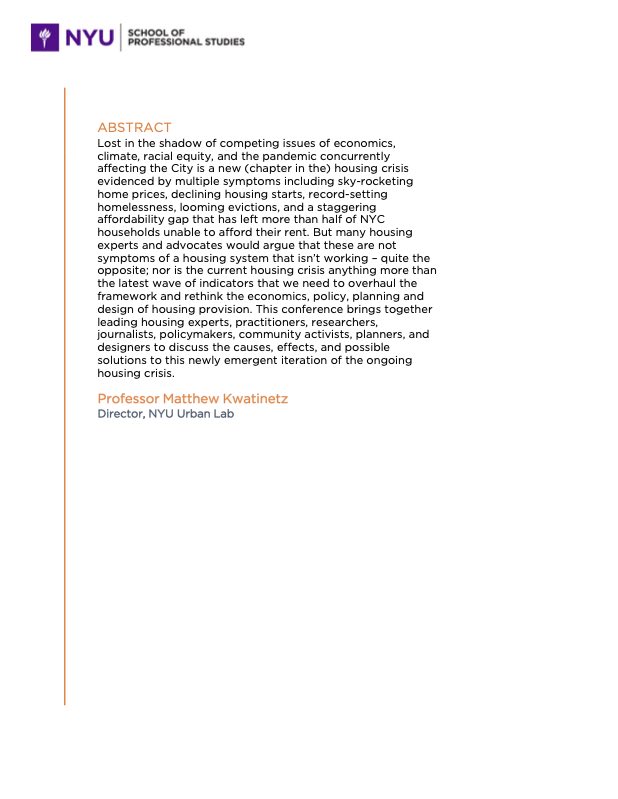 NYU
SCHOOL OF
PROFESSIONAL STUDIES
ABSTRACT
Lost in the shadow of competing issues of economics,
climate, racial equity, and the pandemic concurrently
affecting the City is a new (chapter in the) housing crisis
evidenced by multiple symptoms including sky-rocketing
home prices, declining housing starts, record-setting
homelessness, looming evictions, and a staggering
affordability gap that has left more than half of NYC
households unable to afford their rent. But many housing
experts and advocates would argue that these are not
symptoms of a housing system that isn't working – quite the
opposite; nor is the current housing crisis anything more than
the latest wave of indicators that we need to overhaul the
framework and rethink the economics, policy, planning and
design of housing provision. This conference brings together
leading housing experts, practitioners, researchers,
journalists, policymakers, community activists, planners, and
designers to discuss the causes, effects, and possible
solutions to this newly emergent iteration of the ongoing
housing crisis.
Professor Matthew Kwatinetz
Director, NYU Urban Lab